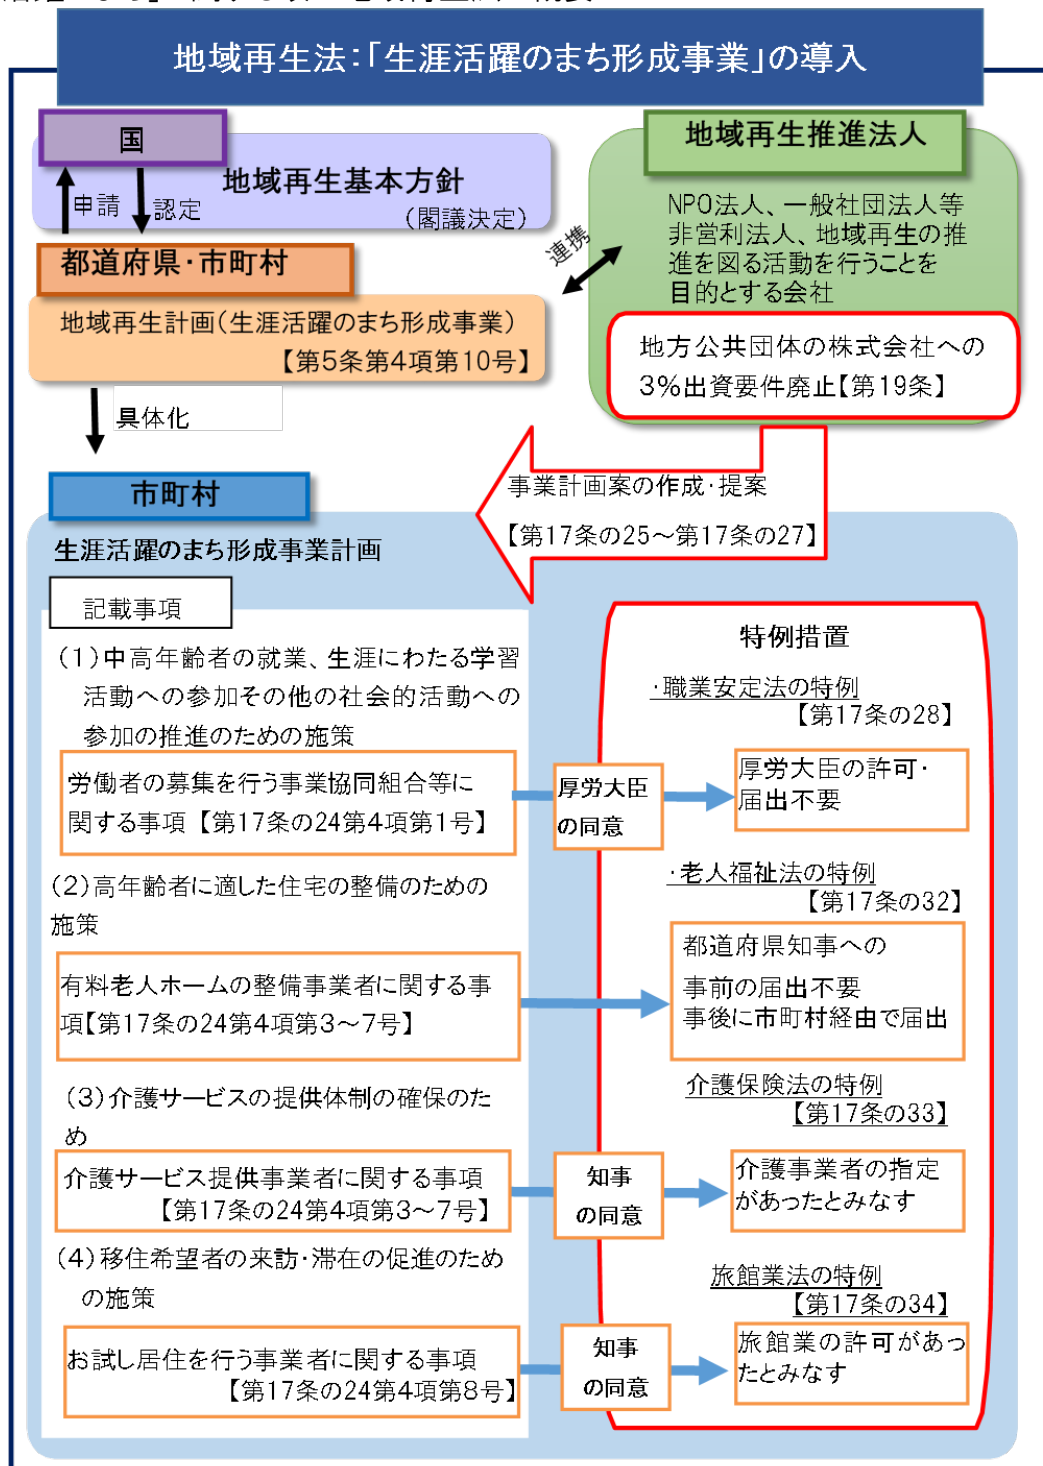 地域再生法：「生涯活躍のまち形成事業」の導入
国
地域再生基本方針
（閣議決定）
申請
認定
都道府県・市町村
地域再生計画（生涯活躍のまち形成事業）
【第5条第4項第10号】
連携
地域再生推進法人
NPO法人、一般社団法人等
非営利法人、地域再生の推
進を図る活動を行うことを
目的とする会社
地方公共団体の株式会社への
3％出資要件廃止【第19条】
具体化
事業計画案の作成・提案
【第17条の25～第17条の27】
市町村
生涯活躍のまち形成事業計画
記載事項
（1）中高年齢者の就業、生涯にわたる学習
活動への参加その他の社会的活動への
参加の推進のための施策
労働者の募集を行う事業協同組合等に
関する事項【第17条の24第4項第1号】
厚労大臣
の同意
特例措置
・職業安定法の特例
【第17条の28】
厚労大臣の許可・
届出不要
（2）高年齢者に適した住宅の整備のための
施策
有料老人ホームの整備事業者に関する事
項【第17条の24第4項第3～7号】
・老人福祉法の特例
【第17条の32】
都道府県知事への
事前の届出不要
事後に市町村経由で届出
（3）介護サービスの提供体制の確保のた
め
介護サービス提供事業者に関する事項
【第17条の24第4項第3～7号】
知事
の同意
介護保険法の特例
【第17条の33】
介護事業者の指定
があったとみなす
（4）移住希望者の来訪・滞在の促進のため
の施策
お試し居住を行う事業者に関する事項
【第17条の24第4項第8号】
知事
の同意
旅館業法の特例
【第17条の34】
旅館業の許可があっ
たとみなす